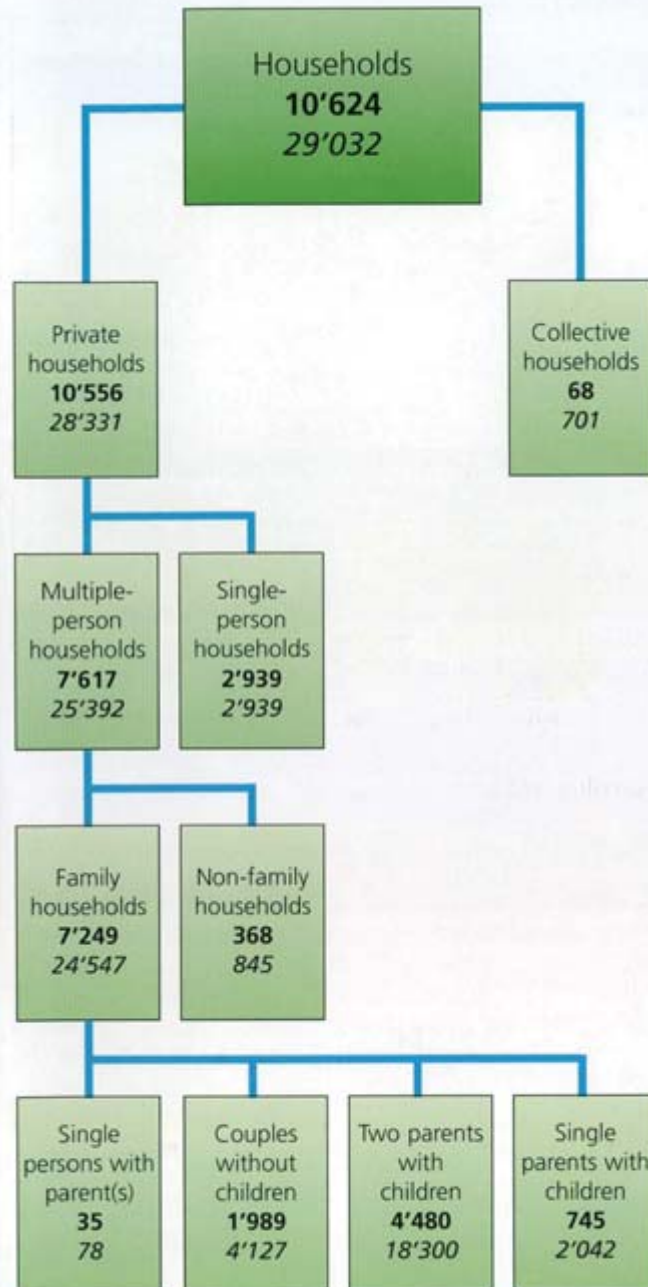 Households
10’624
29’032
Private
households
10’556
28’331
Collective
households
68
701
Multiple-
person
households
7’617
25’392
Single-
person
households
2’939
2’939
Family
households
7’249
24’547
Non-family
households
368
845
Single
persons with
parent(s)
35
78
Couples
without
children
1’989
4’127
Two parents
with
children
4’480
18’300
Single
parents with
children
745
2’042